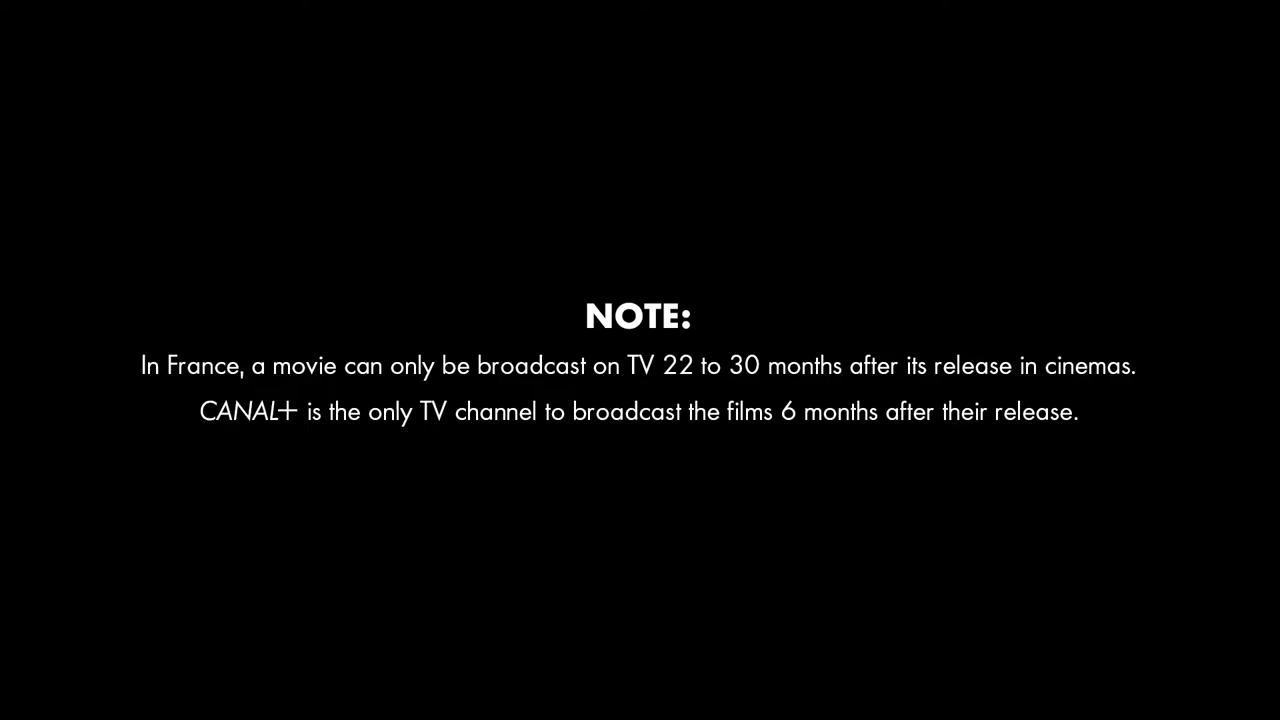 NOTE:
In France, a movie can only be broadcast on TV 22 to 30 months after its release in cinemas.
CANAL+ is the only TV channel to broadcast the films 6 months after their release.